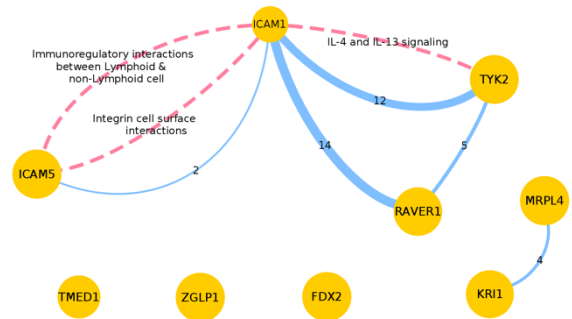 ICAM1
IL-4 and IL-13 signaling
Immunoregulatory interactions
between Lymphoid &
non-Lymphoid cell
TYK2
12
Integrin cell surface
interactions
14
5
2
ICAM5
MRPL4
RAVER1
4
TMED1
ZGLP1
FDX2
KRI1